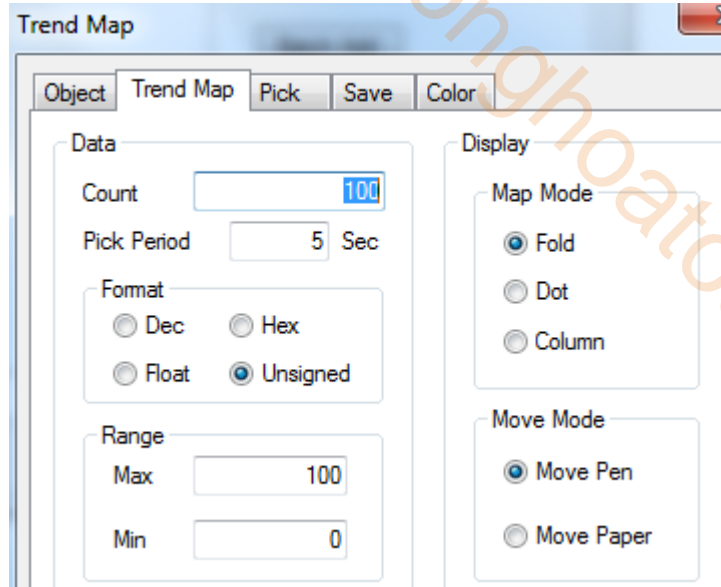 Trend Map
Object Trend Map Pick Save Color
Data
Count 100
Pick Period 5 Sec
Format
Dec Hex
Float Unsigned
Range
Max 100
Min 0
Display
Map Mode
Fold
Dot
Column
Move Mode
Move Pen
Move Paper